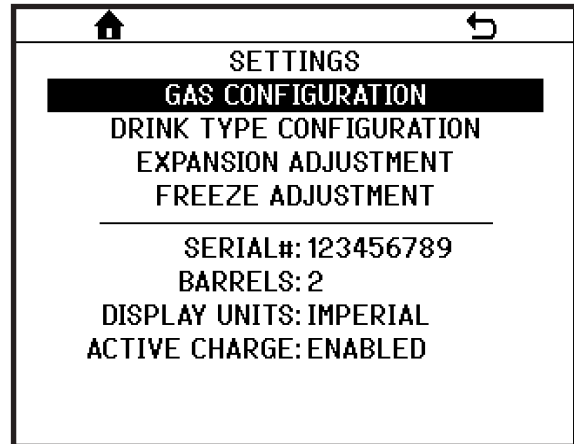 SETTINGS
GAS CONFIGURATION
DRINK TYPE CONFIGURATION
EXPANSION ADJUSTMENT
FREEZE ADJUSTMENT
SERIAL#: 123456789
BARRELS: 2
DISPLAY UNITS: IMPERIAL
ACTIVE CHARGE: ENABLED